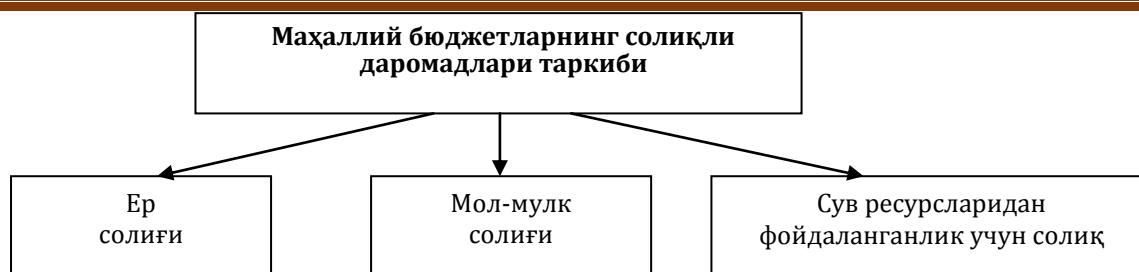 Маҳаллий бюджетларнинг солиқли
даромадлари таркиби
Ер
солиғи
Мол-мулк
солиғи
Сув ресурсларидан
фойдаланганлик учун солиқ